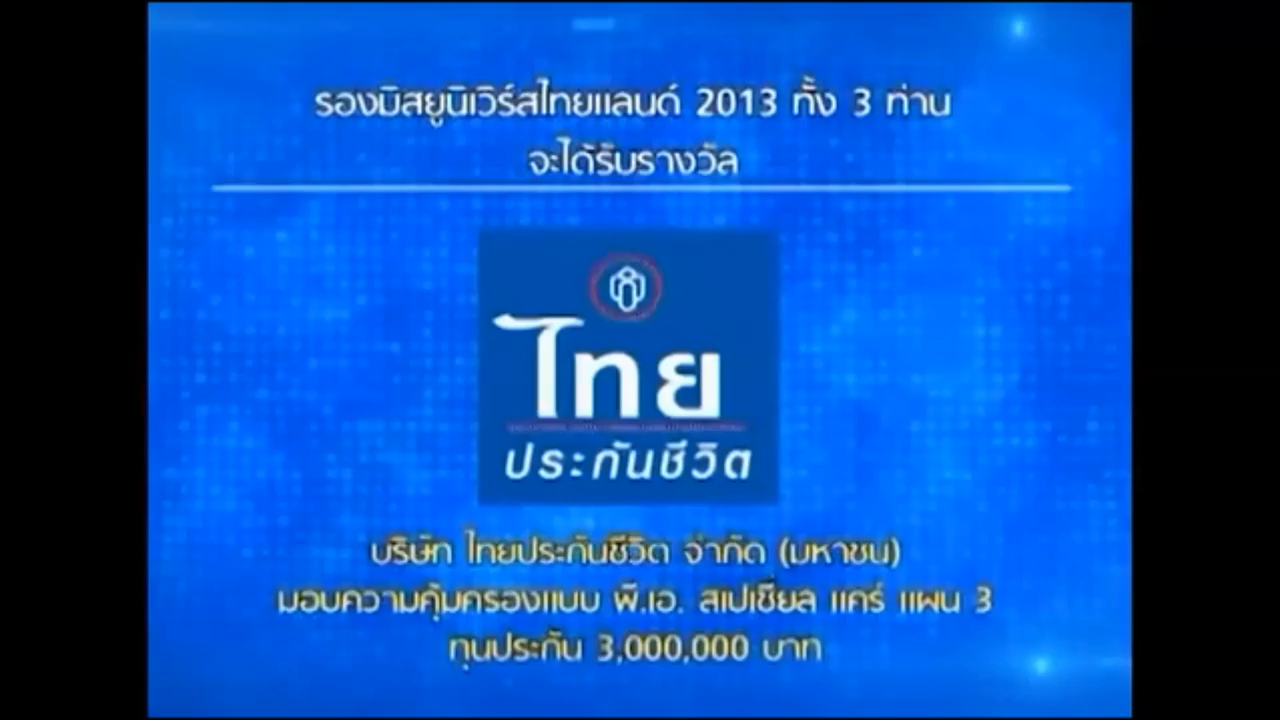 รองมิสยูนิเวิร์สไทยแลนด์ 2013 ทั้ง 3 ท่าน
จะได้รับรางวัล
ไทย
ประกันชีวิต
บริษัท ไทยประกันชีวิต จำกัด (มหาชน)
มอบความคุ้มครองแบบ พี.เอ. สเปเชียล แคร์ แผน 3
ทุนประกัน 3,000,000 บาท